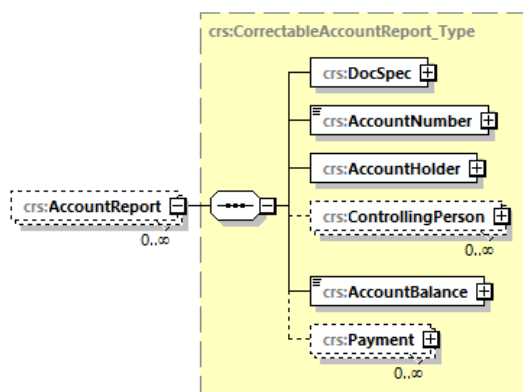 crs:CorrectableAccountReport_Type
crs:DocSpec
crs:AccountNumber
crs:AccountHolder
crs:AccountReport
0..∞
crs:ControllingPerson
0..∞
crs:AccountBalance
crs:Payment
0..∞